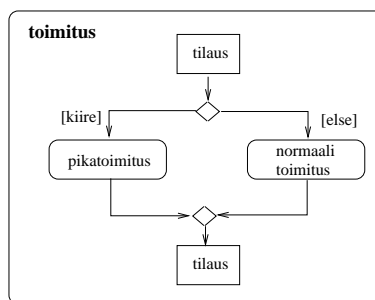 toimitus
tilaus
[kiire]
[else]
pikatoimitus
normaali
toimitus
tilaus